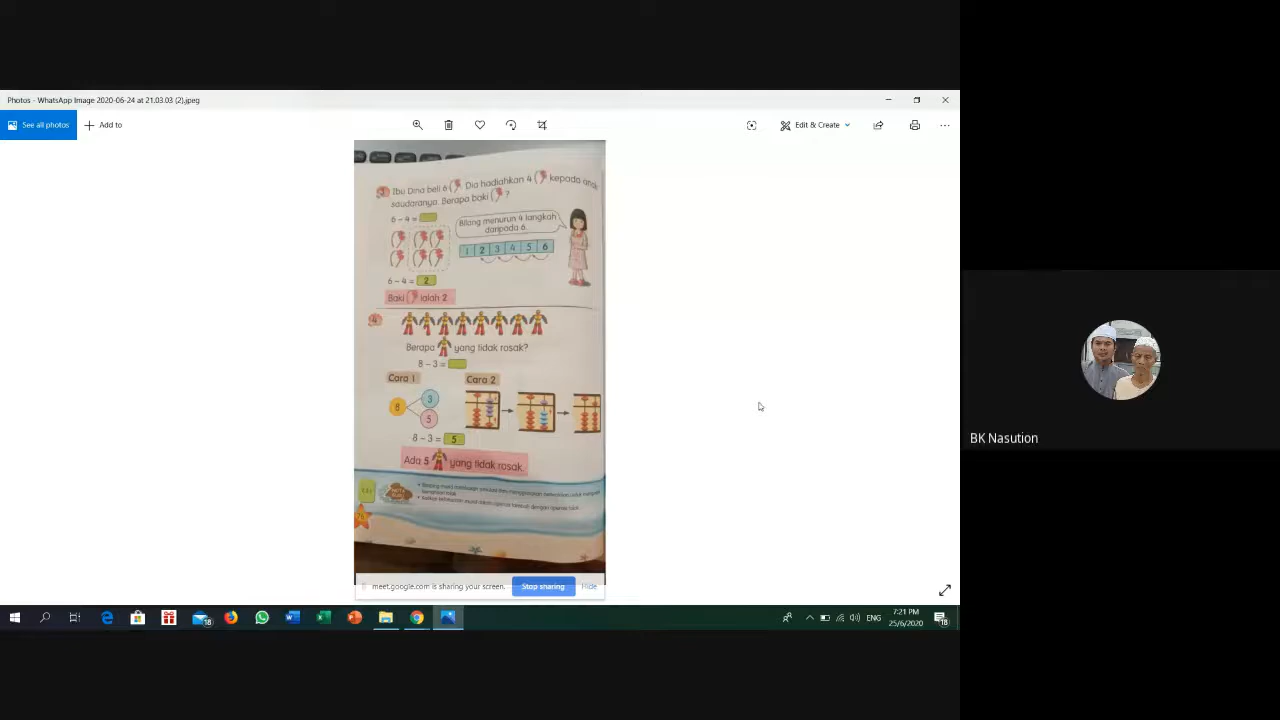 Photos - WhatsApp Image 2020-06-24 at 21.03.03 (2).jpeg
See all photos
Add to
Edit & Create
3 Ibu Dina beli 6 . Dia hadiahkan 4 kepada anak
saudaranya. Berapa baki ?
6 – 4 =
Bilang menurun 4 langkah
daripada 6.
1 2 3 4 5 6
6 – 4 = 2
Baki ialah 2
4
Berapa yang tidak rosak?
8 – 3 =
Cara 1
Cara 2
8
3
5
8 – 3 = 5
Ada 5 yang tidak rosak.
BK Nasution
meet.google.com is sharing your screen.
Stop sharing
Hide
18
ENG
7:21 PM
25/6/2020
18